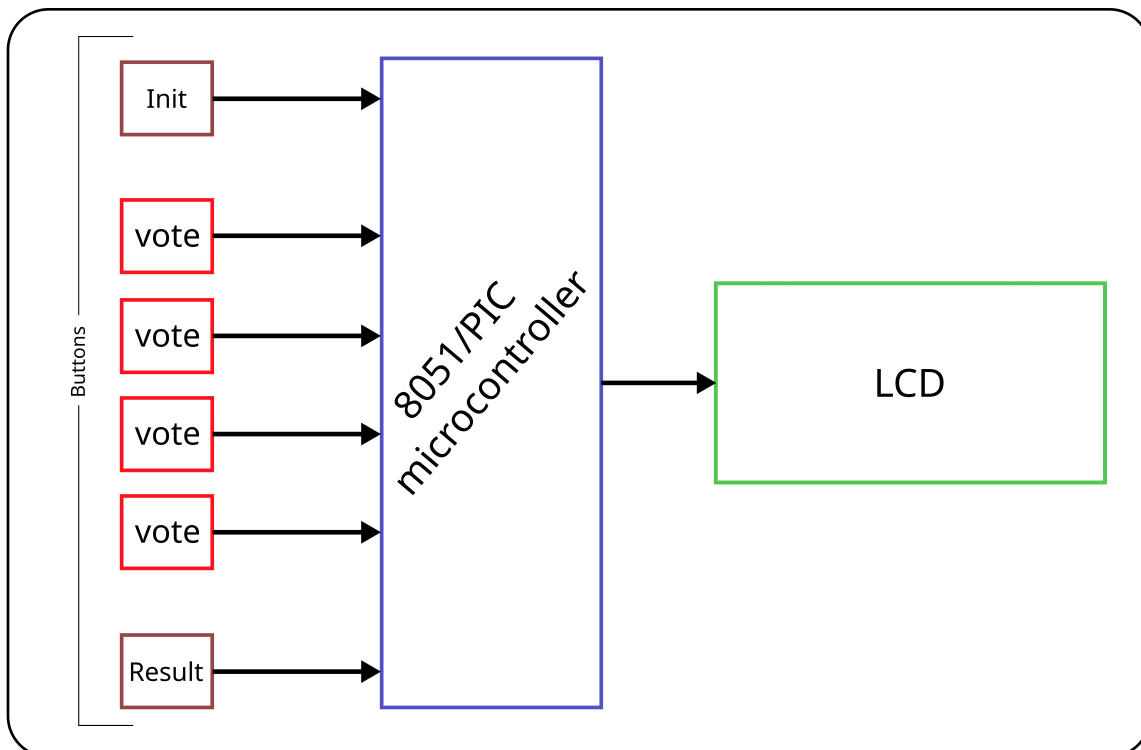 Buttons
Init
vote
vote
vote
vote
Result
8051/PIC
microcontroller
LCD